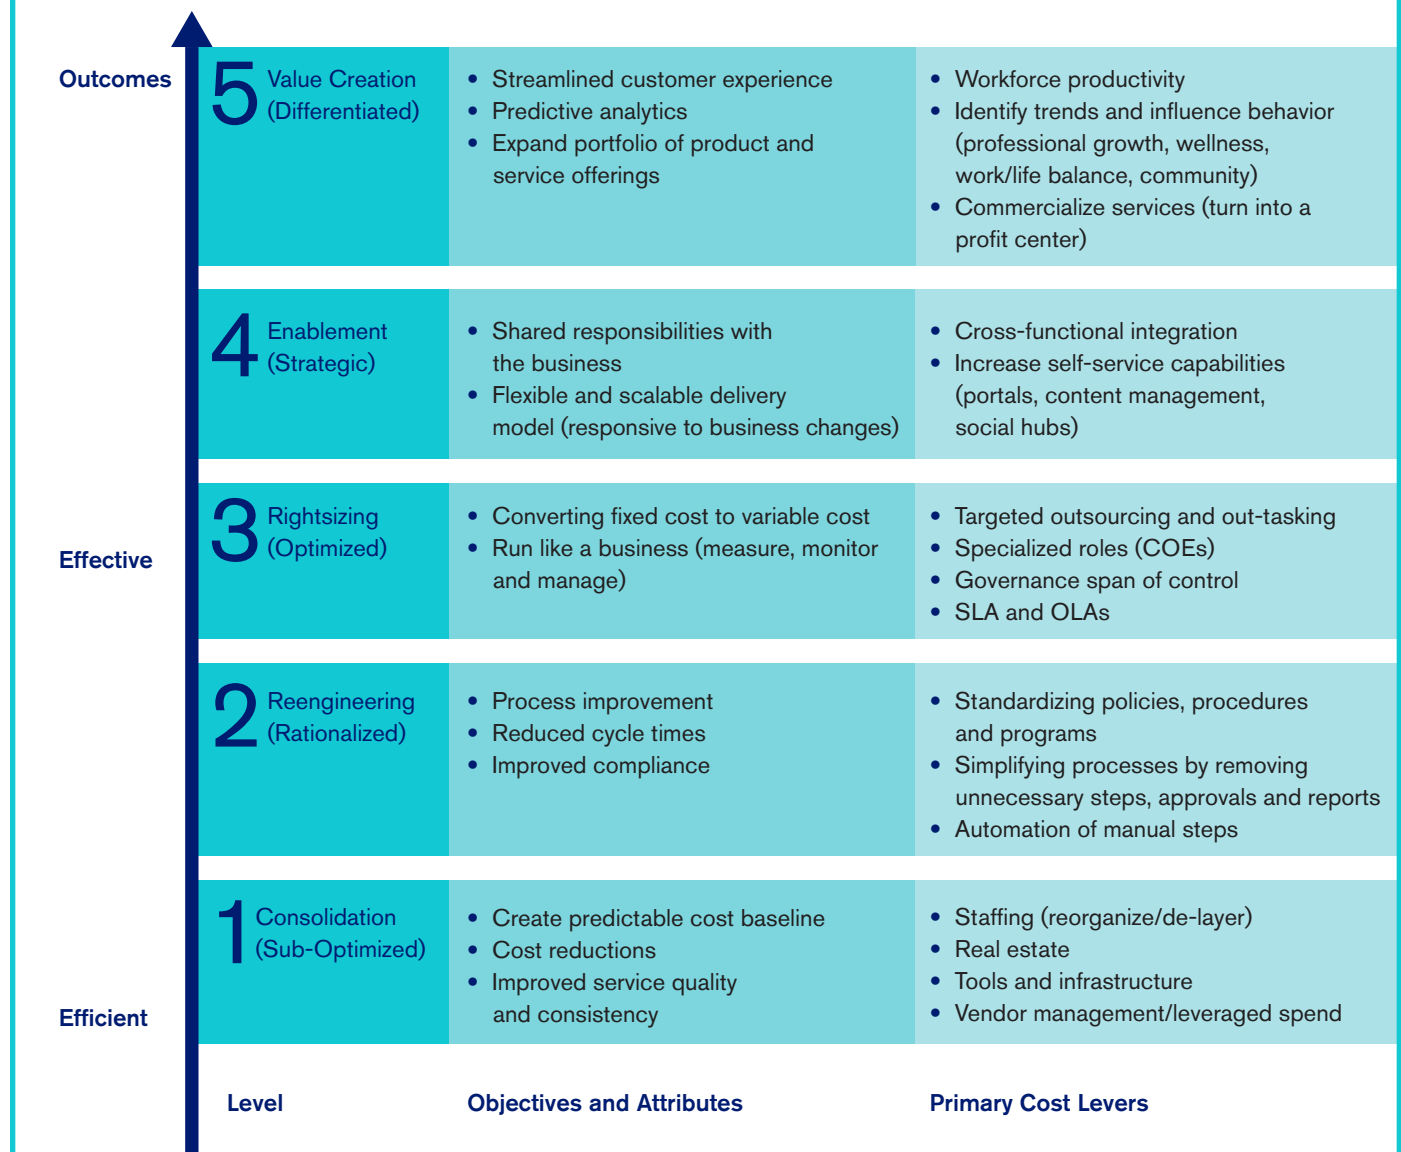 Outcomes
5
Value Creation
(Differentiated)
• Streamlined customer experience
• Predictive analytics
• Expand portfolio of product and
service offerings
• Workforce productivity
• Identify trends and influence behavior
(professional growth, wellness,
work/life balance, community)
• Commercialize services (turn into a
profit center)
4
Enablement
(Strategic)
• Shared responsibilities with
the business
• Flexible and scalable delivery
model (responsive to business changes)
• Cross-functional integration
• Increase self-service capabilities
(portals, content management,
social hubs)
Effective
3
Rightsizing
(Optimized)
• Converting fixed cost to variable cost
• Run like a business (measure, monitor
and manage)
• Targeted outsourcing and out-tasking
• Specialized roles (COEs)
• Governance span of control
• SLA and OLAs
2
Reengineering
(Rationalized)
• Process improvement
• Reduced cycle times
• Improved compliance
• Standardizing policies, procedures
and programs
• Simplifying processes by removing
unnecessary steps, approvals and reports
• Automation of manual steps
Efficient
1
Consolidation
(Sub-Optimized)
• Create predictable cost baseline
• Cost reductions
• Improved service quality
and consistency
• Staffing (reorganize/de-layer)
• Real estate
• Tools and infrastructure
• Vendor management/leveraged spend
Level
Objectives and Attributes
Primary Cost Levers